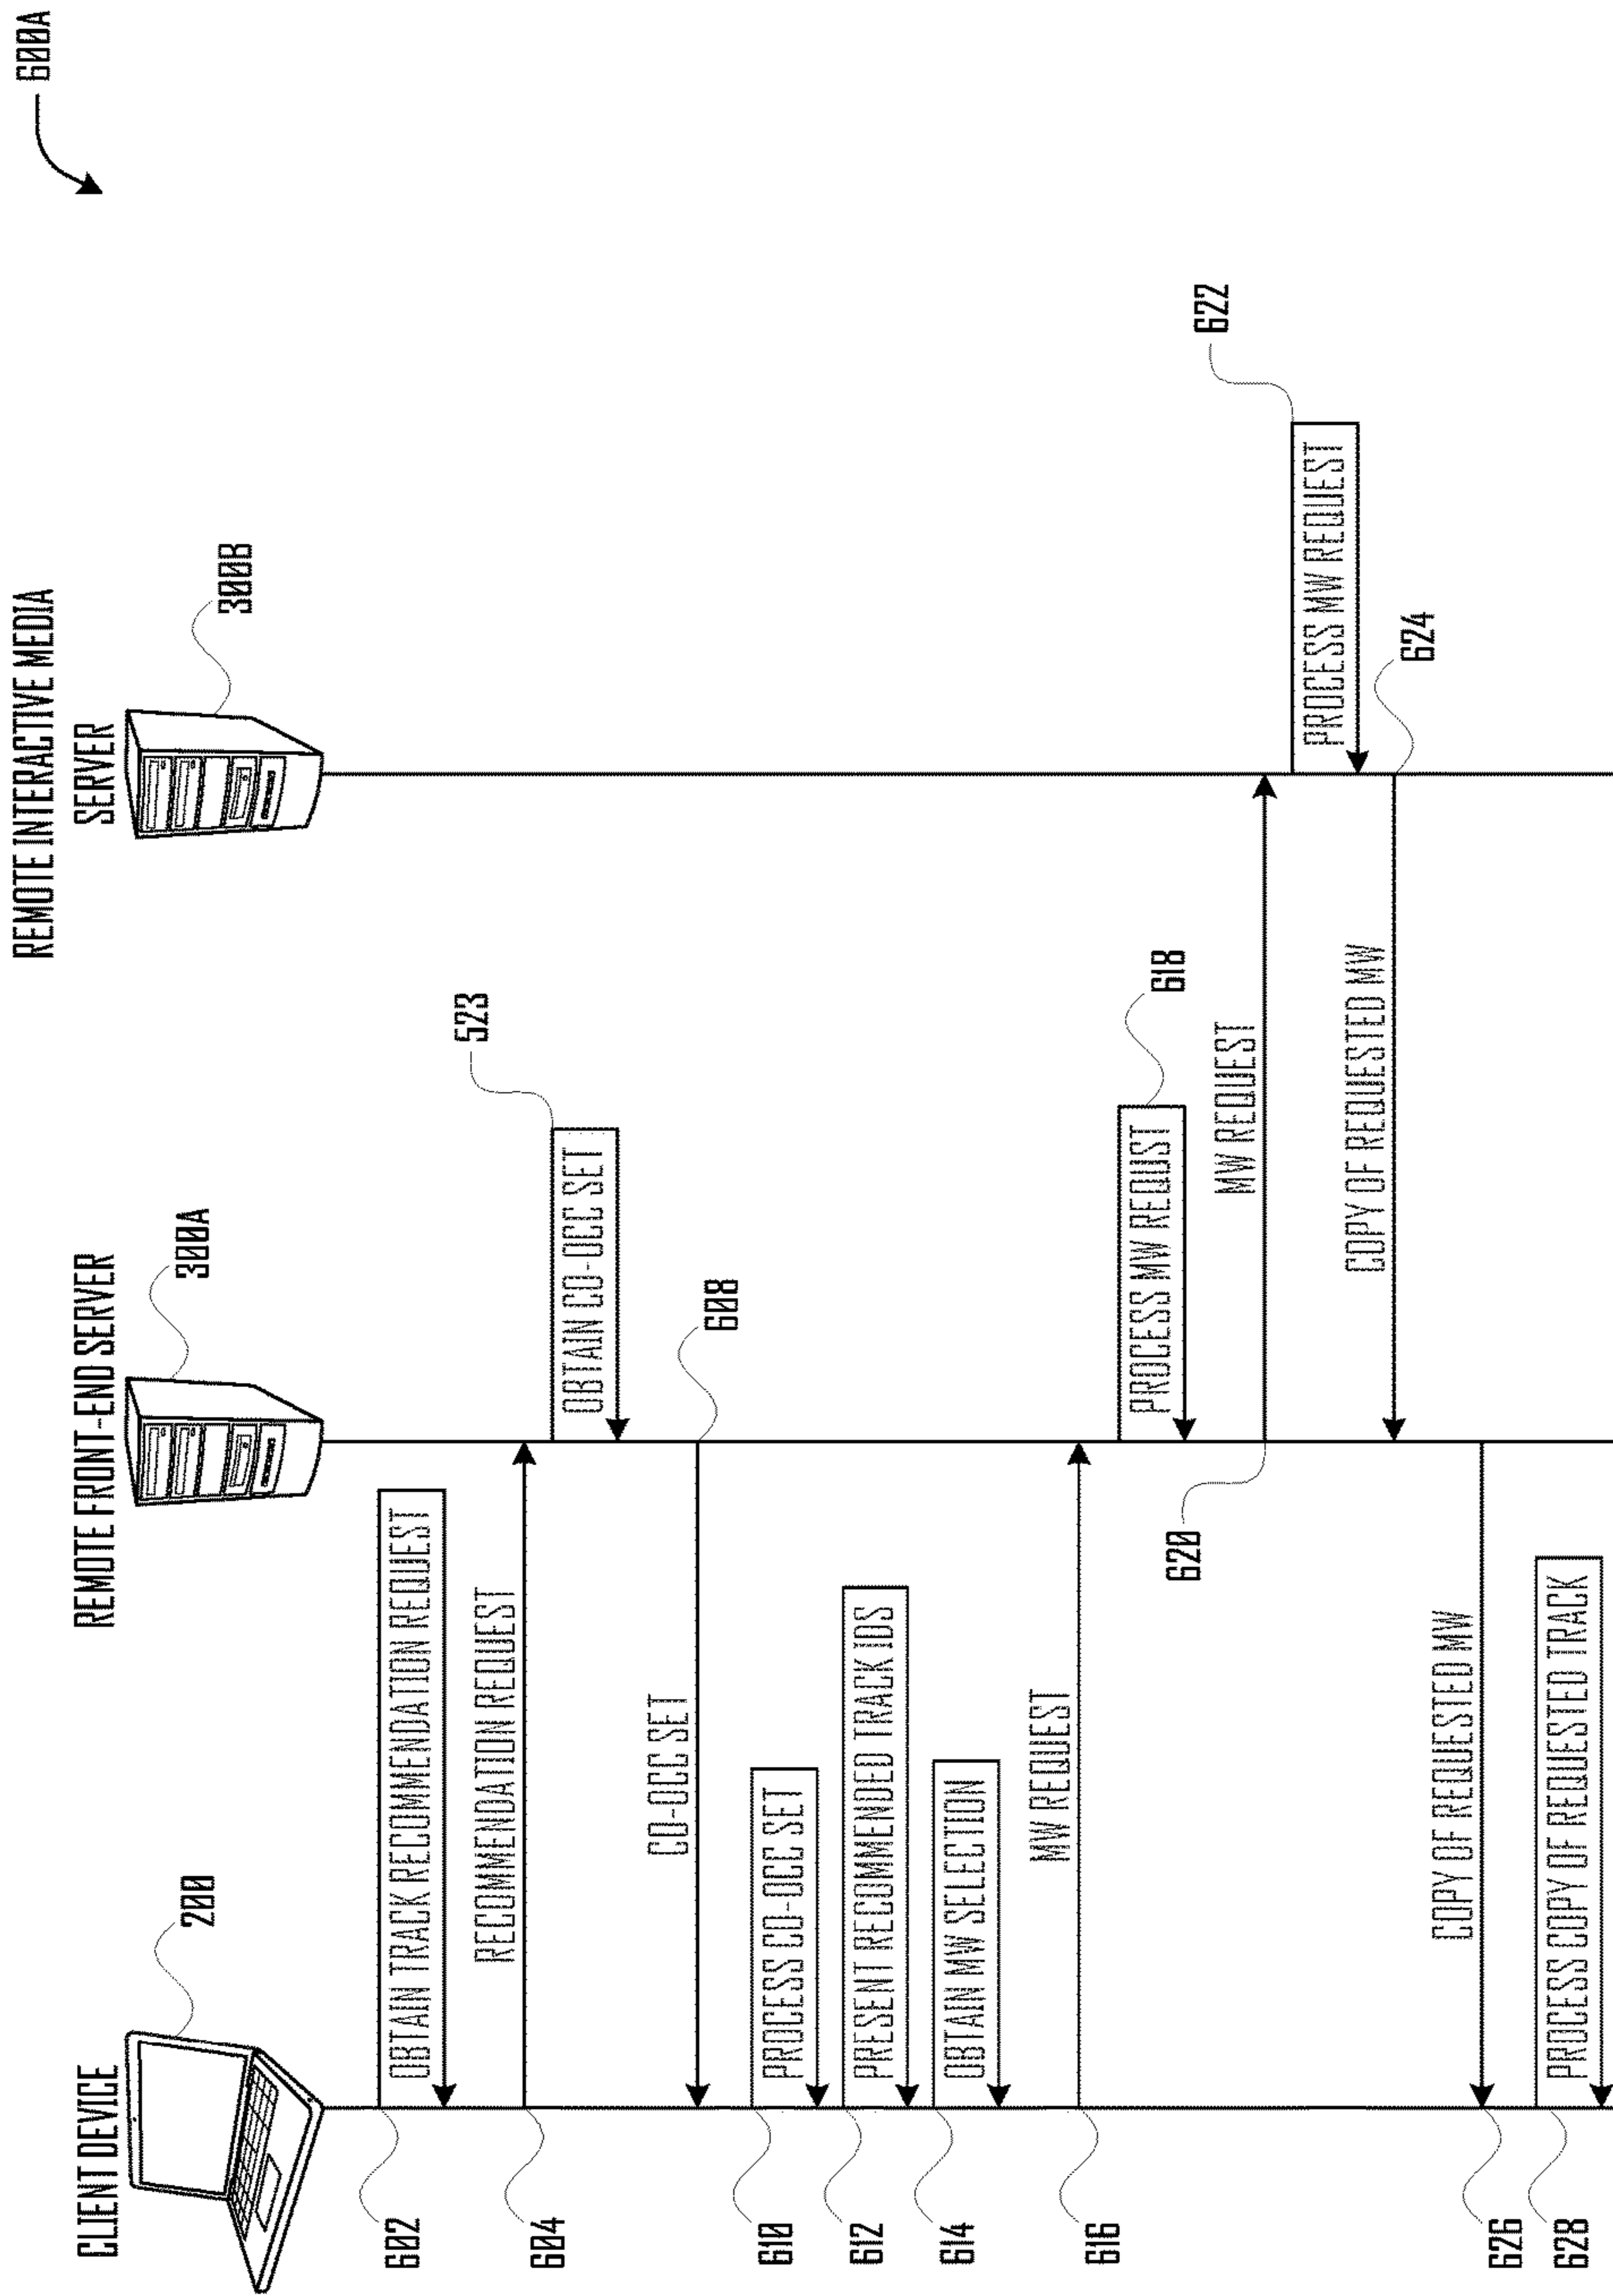 600A
CLIENT DEVICE
200
REMOTE FRONT-END SERVER
300A
REMOTE INTERACTIVE MEDIA
SERVER
300B
602
OBTAIN TRACK RECOMMENDATION REQUEST
604
RECOMMENDATION REQUEST
523
OBTAIN CO-OCC SET
CO-OCC SET
608
610
PROCESS CO-OCC SET
612
PRESENT RECOMMENDED TRACK IDS
614
OBTAIN MW SELECTION
616
MW REQUEST
618
PROCESS MW REQUIST
620
MW REQUEST
622
PROCESS MW REQUEST
COPY OF REQUESTED MW
624
626
COPY OF REQUESTED MW
628
PROCESS COPY OF REQUESTED TRACK